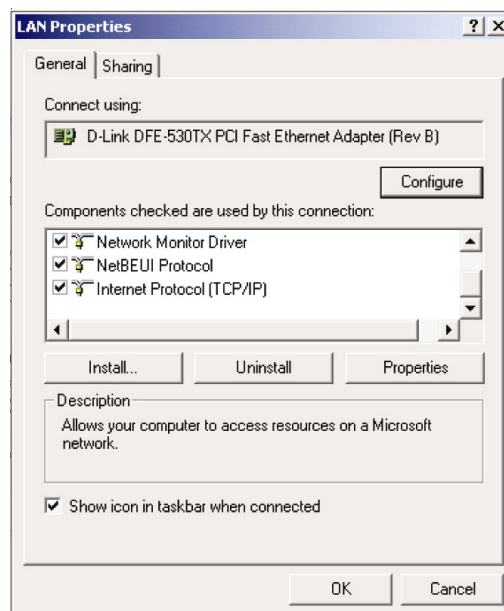 LAN Properties
General Sharing
Connect using:
D-Link DFE-530TX PCI Fast Ethernet Adapter (Rev B)
Configure
Components checked are used by this connection:
Network Monitor Driver
NetBEUI Protocol
Internet Protocol (TCP/IP)
Install... Uninstall Properties
Description
Allows your computer to access resources on a Microsoft
network.
Show icon in taskbar when connected
OK Cancel